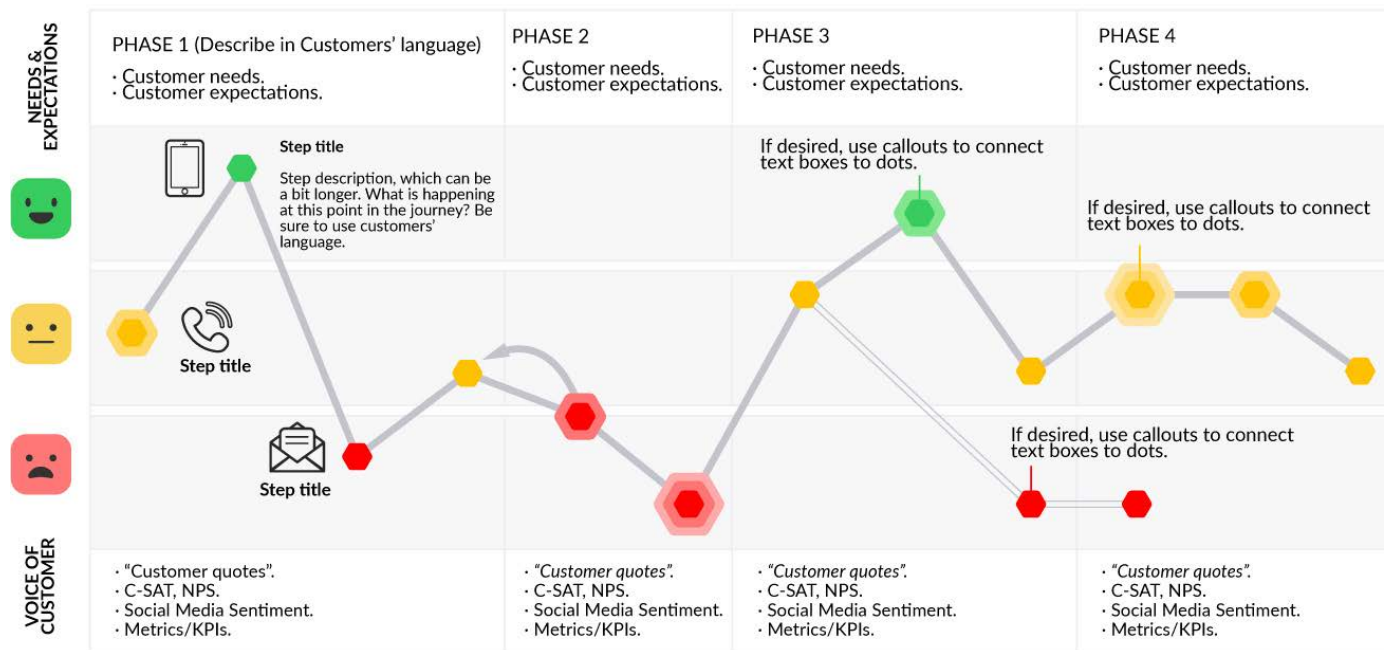 NEEDS &
EXPECTATIONS
PHASE 1 (Describe in Customers’ language)
· Customer needs.
· Customer expectations.
PHASE 2
· Customer needs.
· Customer expectations.
PHASE 3
· Customer needs.
· Customer expectations.
PHASE 4
· Customer needs.
· Customer expectations.
Step title
Step description, which can be
a bit longer. What is happening
at this point in the journey? Be
sure to use customers’
language.
Step title
Step title
If desired, use callouts to connect
text boxes to dots.
If desired, use callouts to connect
text boxes to dots.
If desired, use callouts to connect
text boxes to dots.
VOICE OF
CUSTOMER
· “Customer quotes”.
· C-SAT, NPS.
· Social Media Sentiment.
· Metrics/KPIs.
· “Customer quotes”.
· C-SAT, NPS.
· Social Media Sentiment.
· Metrics/KPIs.
· “Customer quotes”.
· C-SAT, NPS.
· Social Media Sentiment.
· Metrics/KPIs.
· “Customer quotes”.
· C-SAT, NPS.
· Social Media Sentiment.
· Metrics/KPIs.